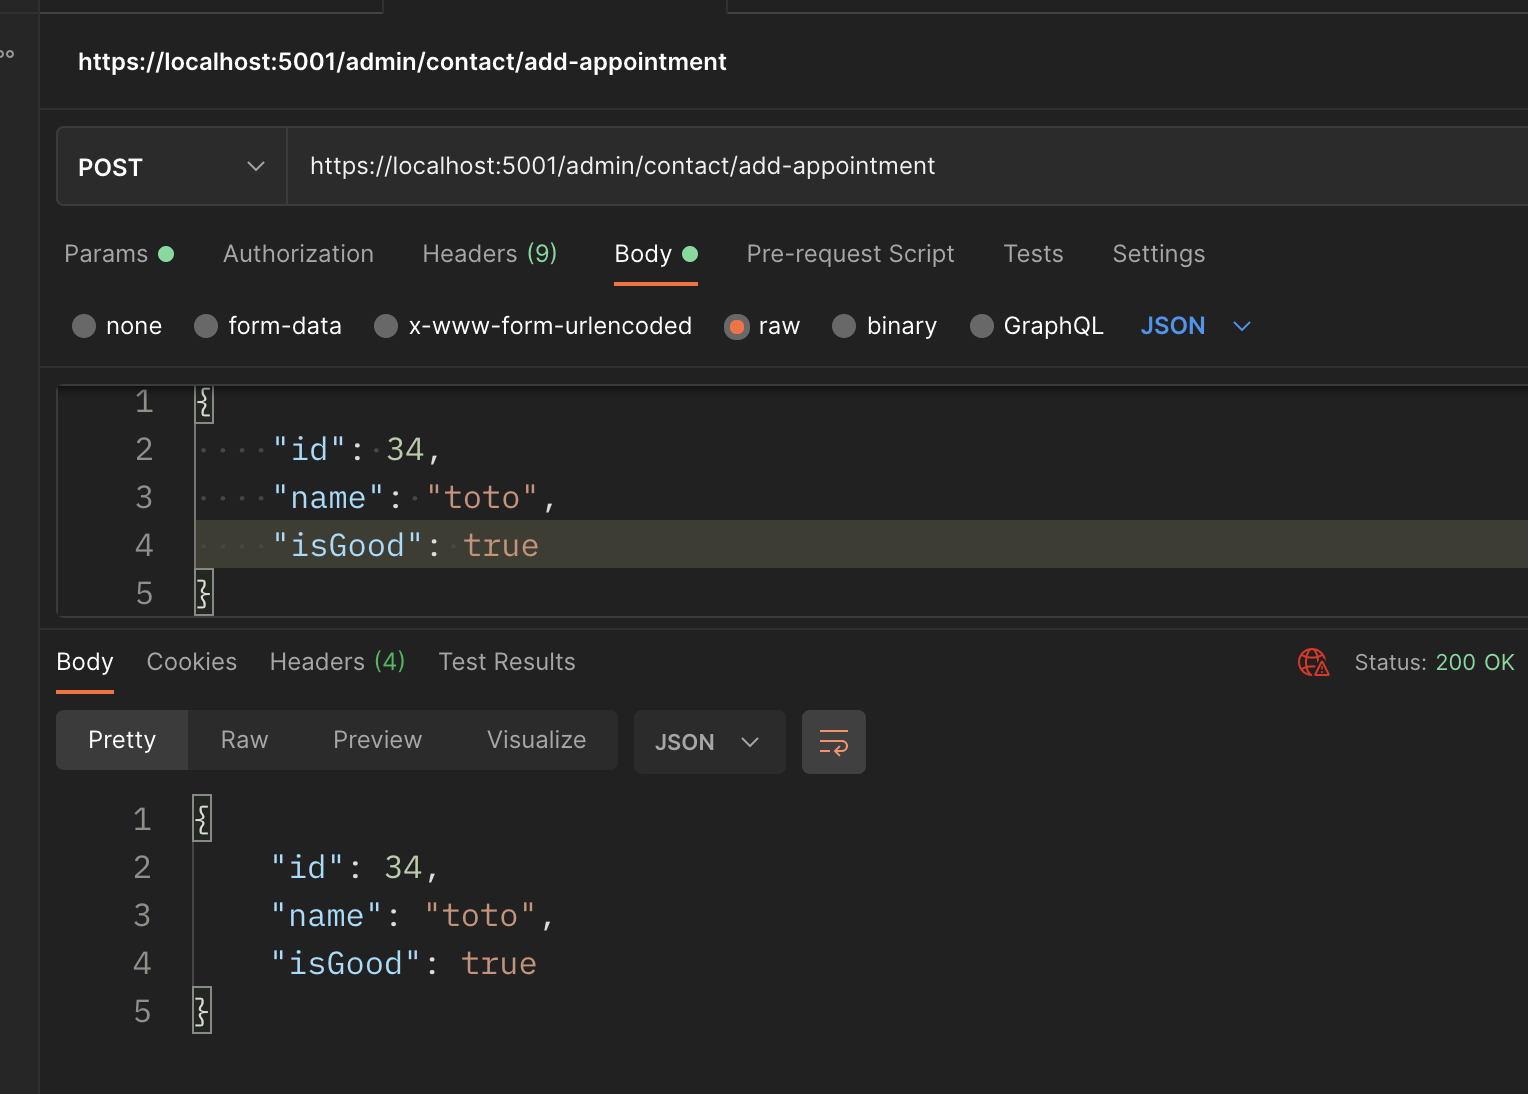 https://localhost:5001/admin/contact/add-appointment
POST https://localhost:5001/admin/contact/add-appointment
Params Authorization Headers (9) Body Pre-request Script Tests Settings
none form-data x-www-form-urlencoded raw binary GraphQL JSON
1 {
2 "id": 34,
3 "name": "toto",
4 "isGood": true
5 }
Body Cookies Headers (4) Test Results Status: 200 OK
Pretty Raw Preview Visualize JSON
1 {
2 "id": 34,
3 "name": "toto",
4 "isGood": true
5 }